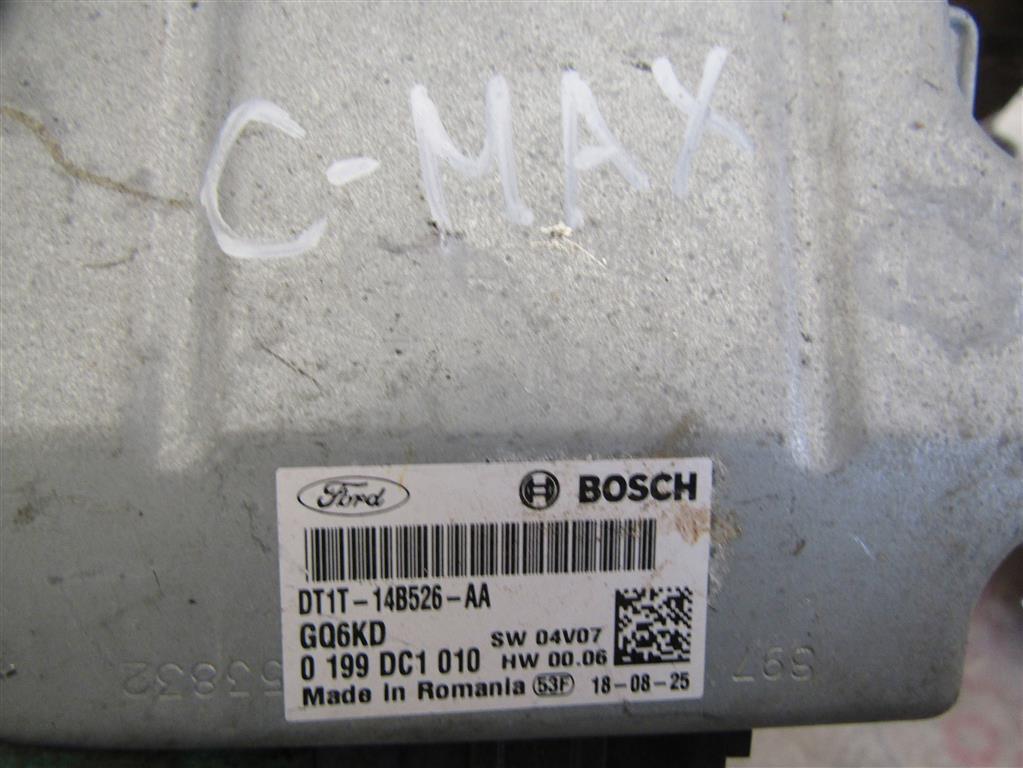 C-MAX
Ford BOSCH
DT1T-14B526-AA
GQ6KD SW 04V07
0 199 DC1 010 HW 00.06
Made in Romania 53F 18-08-25